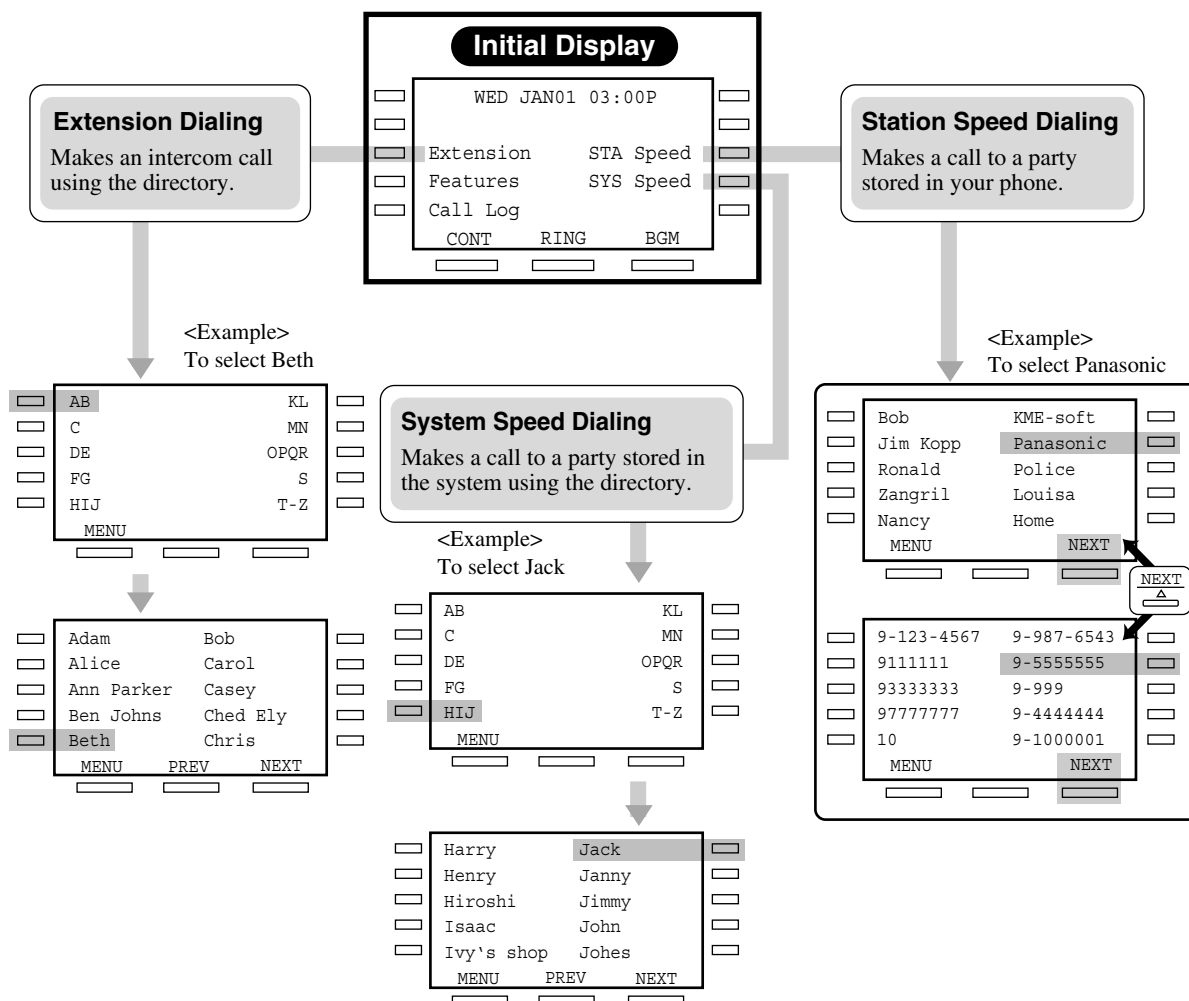 Initial Display
WED JAN01 03:00P
Extension STA Speed
Features SYS Speed
Call Log
CONT RING BGM
Extension Dialing
Makes an intercom call
using the directory.
<Example>
To select Beth
AB KL
C MN
DE OPQR
FG S
HIJ T-Z
MENU
Adam Bob
Alice Carol
Ann Parker Casey
Ben Johns Ched Ely
Beth Chris
MENU PREV NEXT
System Speed Dialing
Makes a call to a party stored in
the system using the directory.
<Example>
To select Jack
AB KL
C MN
DE OPQR
FG S
HIJ T-Z
MENU
Harry Jack
Henry Janny
Hiroshi Jimmy
Isaac John
Ivy‘s shop Johes
MENU PREV NEXT
Station Speed Dialing
Makes a call to a party
stored in your phone.
<Example>
To select Panasonic
Bob KME-soft
Jim Kopp Panasonic
Ronald Police
Zangril Louisa
Nancy Home
MENU NEXT
NEXT
9-123-4567 9-987-6543
9111111 9-5555555
93333333 9-999
97777777 9-4444444
10 9-1000001
MENU NEXT